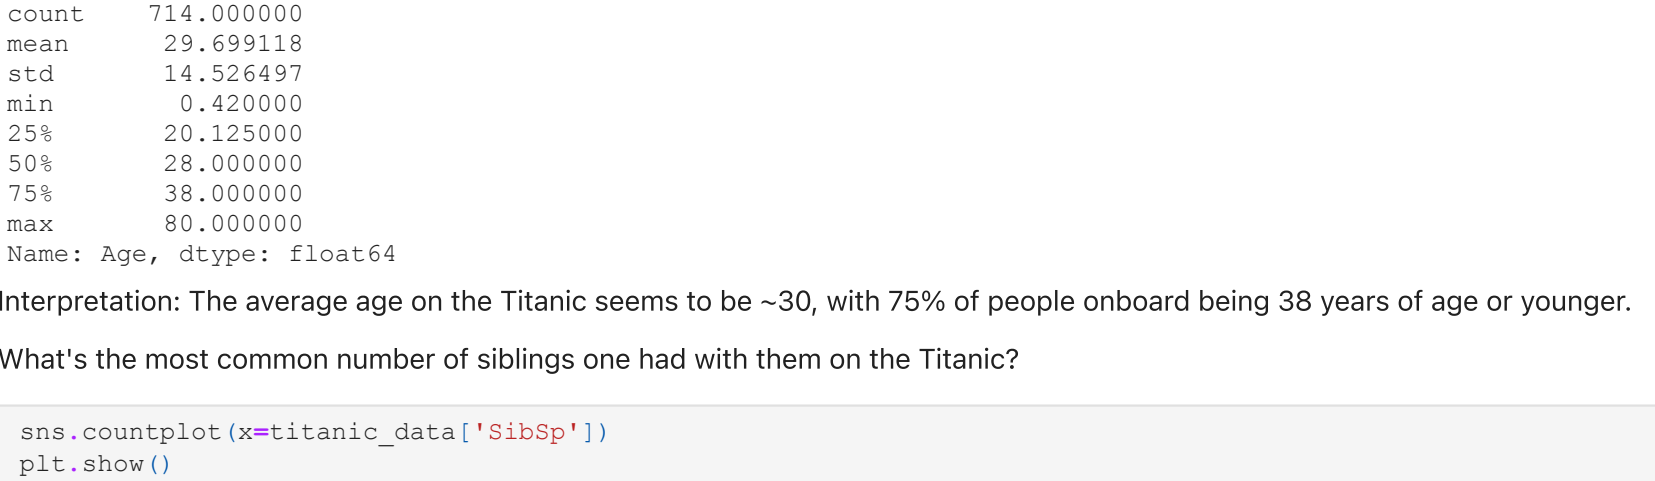 count    714.000000
mean      29.699118
std       14.526497
min        0.420000
25%       20.125000
50%       28.000000
75%       38.000000
max       80.000000
Name: Age, dtype: float64
Interpretation: The average age on the Titanic seems to be ~30, with 75% of people onboard being 38 years of age or younger.
What's the most common number of siblings one had with them on the Titanic?
sns.countplot(x=titanic_data['SibSp'])
plt.show()